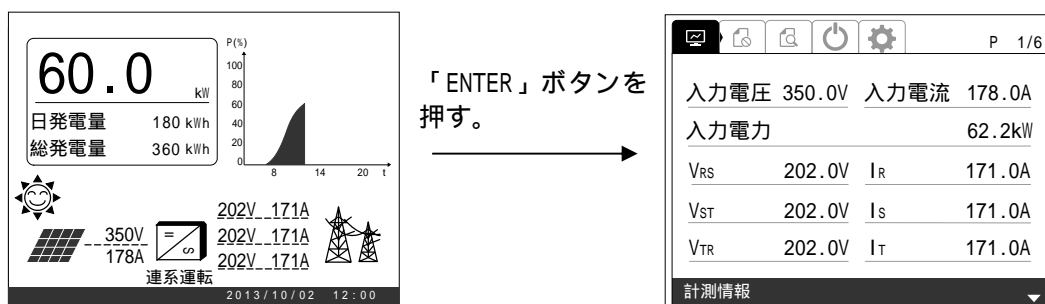 60.0 kW
日発電量 180 kWh
総発電量 360 kWh
P(%)
100
80
60
40
20
0
8 14 20 t
350V
178A
=
∽
連系運転
202V 171A
202V 171A
202V 171A
2013/10/02 12:00
「ENTER」ボタンを
押す。
P 1/6
入力電圧 350.0V 入力電流 178.0A
入力電力 62.2kW
VRS 202.0V IR 171.0A
VST 202.0V IS 171.0A
VTR 202.0V IT 171.0A
計測情報